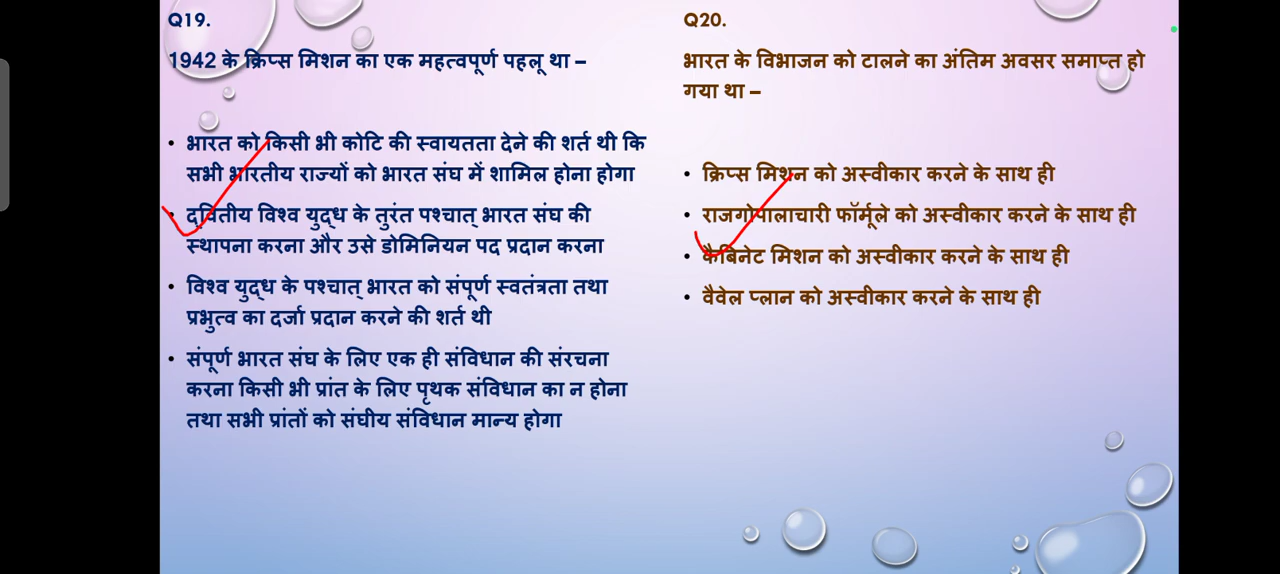 Q19.
1942 के क्रिप्स मिशन का एक महत्वपूर्ण पहलू था –
• भारत को किसी भी कोटि की स्वायतता देने की शर्त थी कि
सभी भारतीय राज्यों को भारत संघ में शामिल होना होगा
• द्वितीय विश्व युद्ध के तुरंत पश्चात् भारत संघ की
स्थापना करना और उसे डोमिनियन पद प्रदान करना
• विश्व युद्ध के पश्चात् भारत को संपूर्ण स्वतंत्रता तथा
प्रभुत्व का दर्जा प्रदान करने की शर्त थी
• संपूर्ण भारत संघ के लिए एक ही संविधान की संरचना
करना किसी भी प्रांत के लिए पृथक संविधान का न होना
तथा सभी प्रांतों को संघीय संविधान मान्य होगा
Q20.
भारत के विभाजन को टालने का अंतिम अवसर समाप्त हो
गया था –
• क्रिप्स मिशन को अस्वीकार करने के साथ ही
• राजगोपालाचारी फॉर्मूले को अस्वीकार करने के साथ ही
• कैबिनेट मिशन को अस्वीकार करने के साथ ही
• वैवेल प्लान को अस्वीकार करने के साथ ही